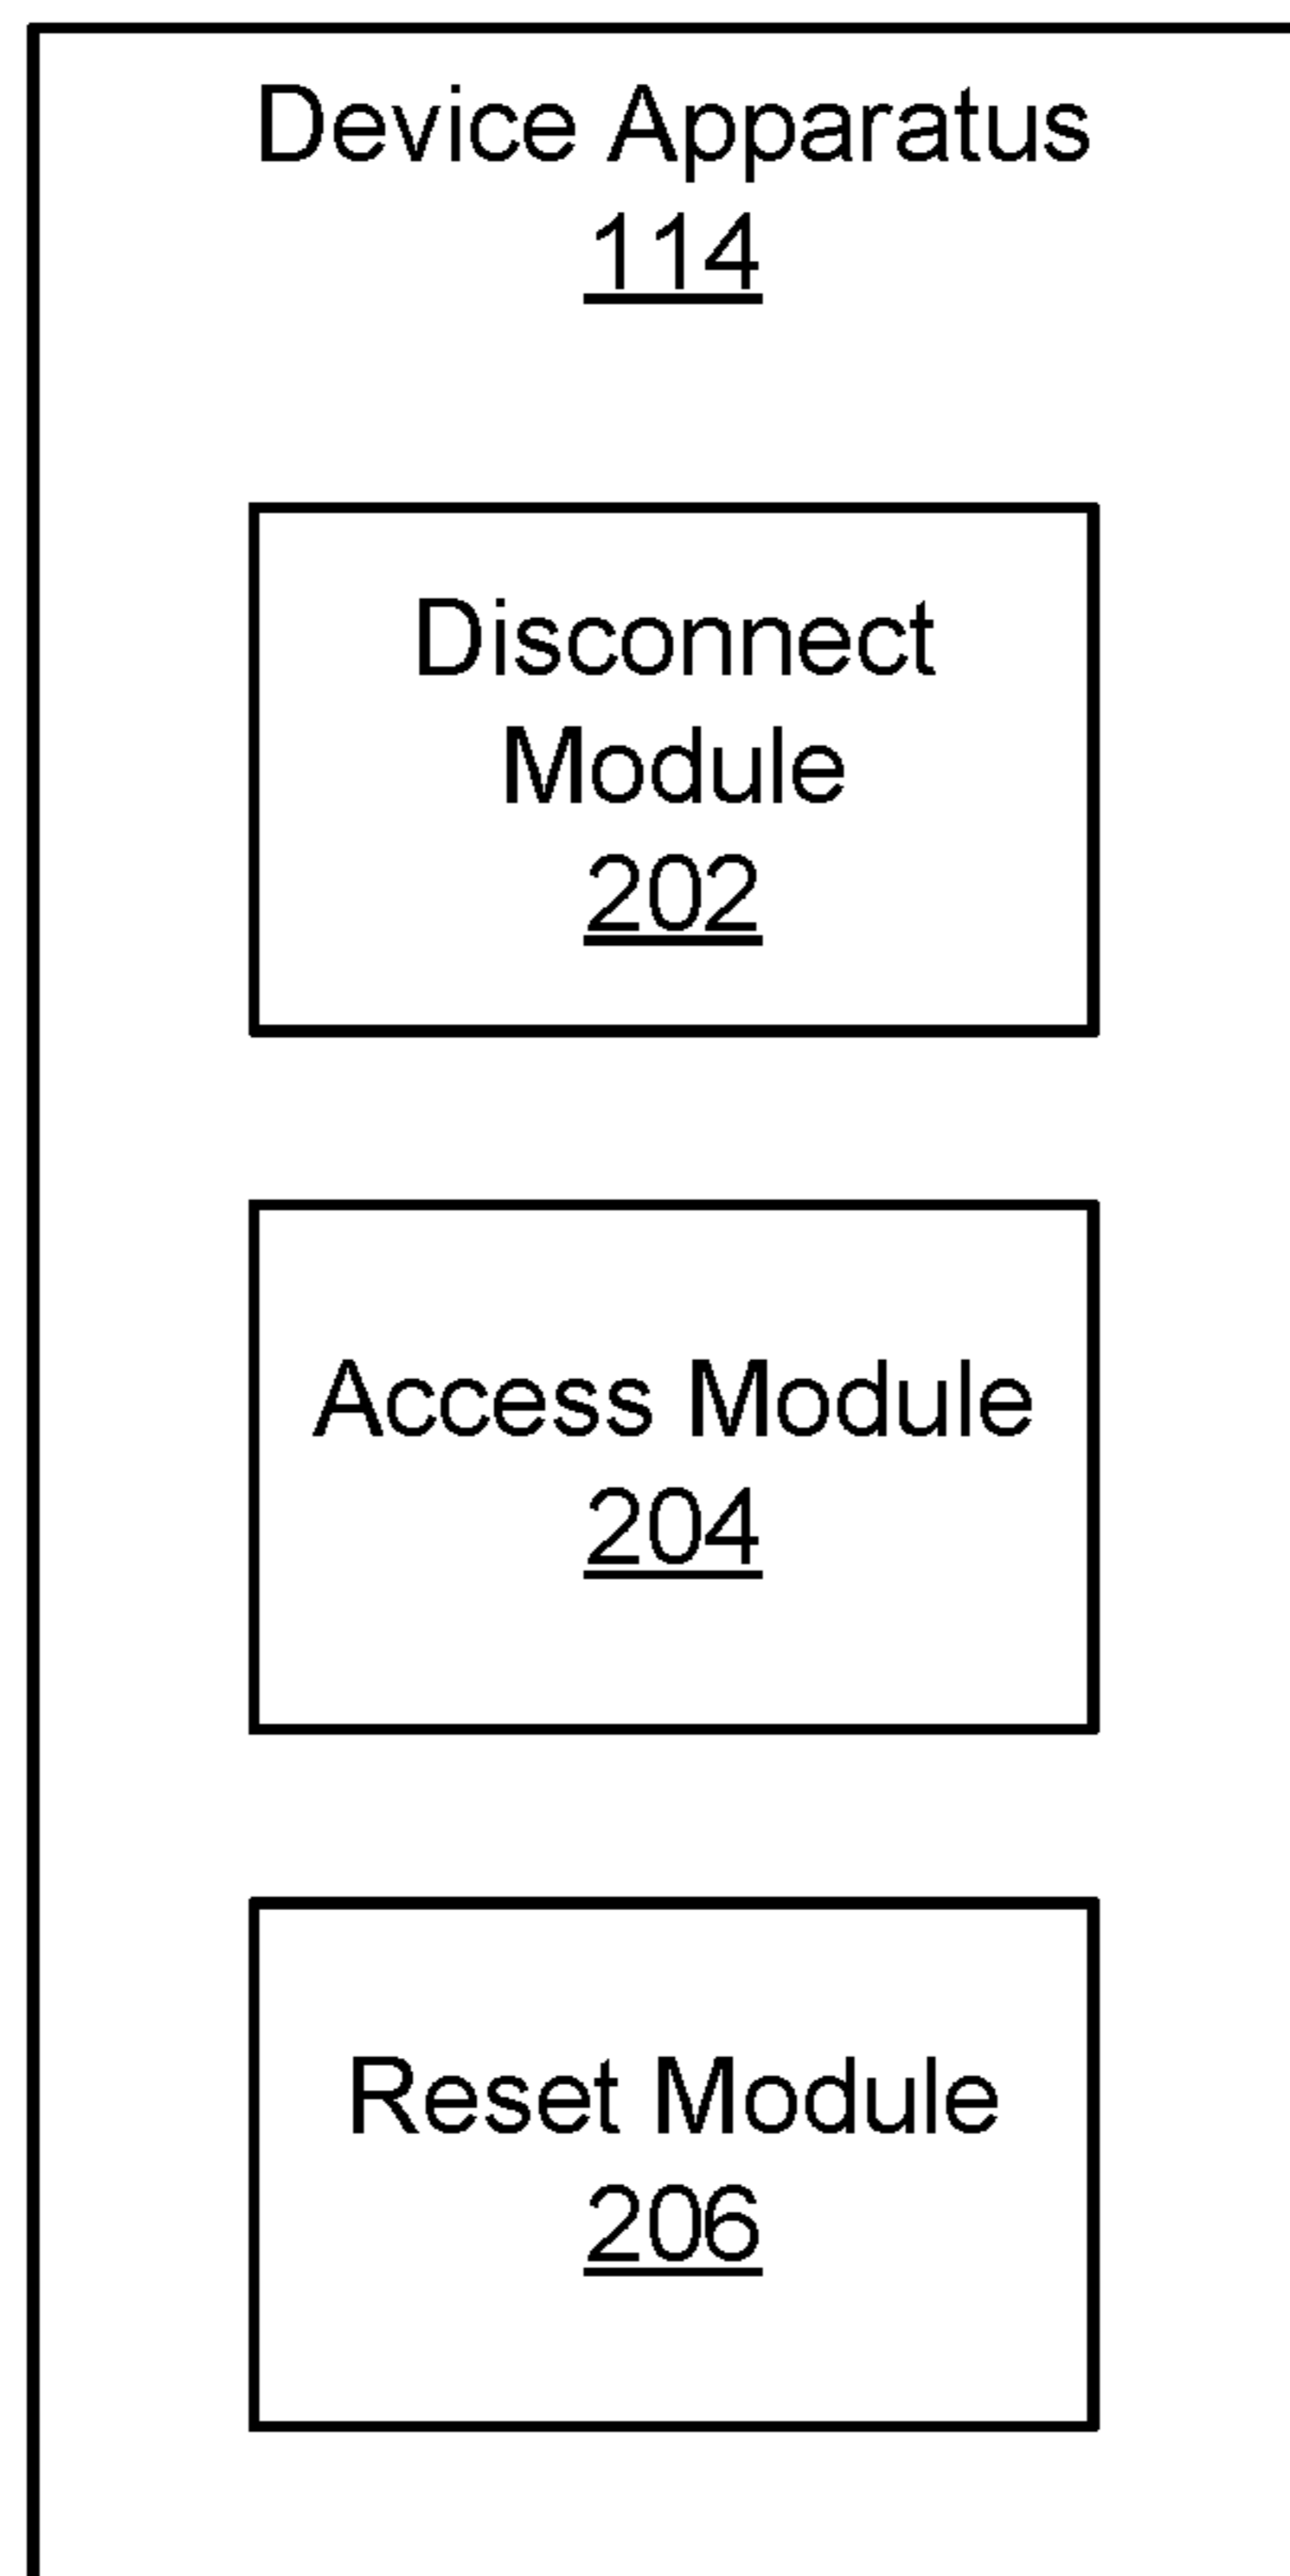 Device Apparatus
114
Disconnect
Module
202
Access Module
204
Reset Module
206